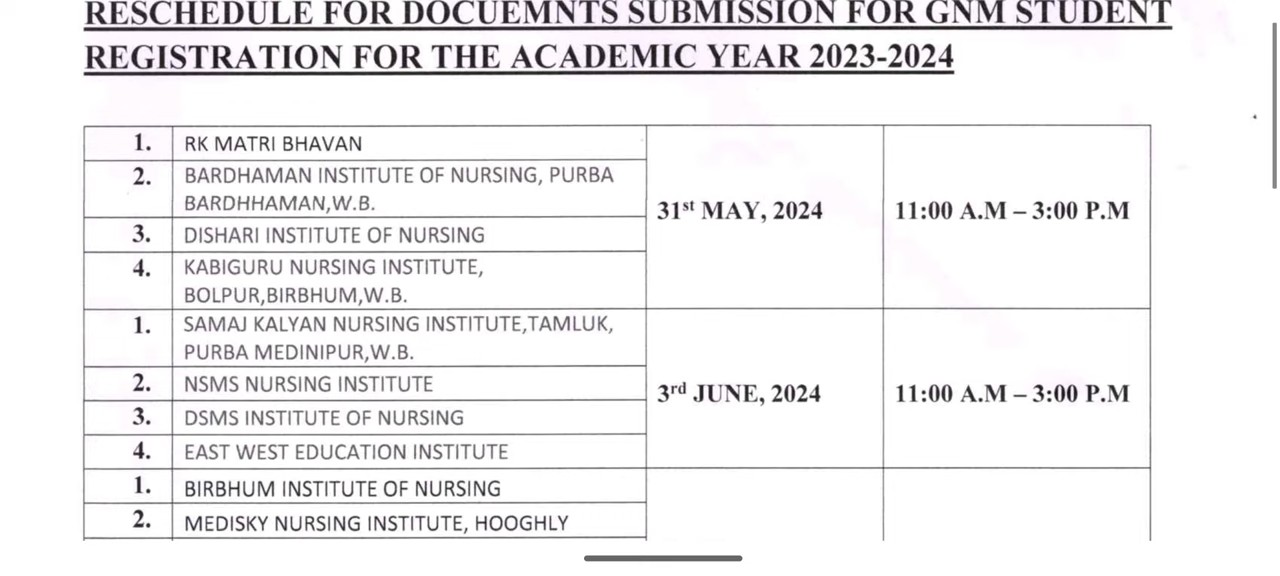 RESCHEDULE FOR DOCUEMNTS SUBMISSION FOR GNM STUDENT
REGISTRATION FOR THE ACADEMIC YEAR 2023-2024
1. RK MATRI BHAVAN
2. BARDHAMAN INSTITUTE OF NURSING, PURBA
BARDHHAMAN,W.B.
31st MAY, 2024 11:00 A.M – 3:00 P.M
3. DISHARI INSTITUTE OF NURSING
4. KABIGURU NURSING INSTITUTE,
BOLPUR,BIRBHUM,W.B.
1. SAMAJ KALYAN NURSING INSTITUTE,TAMLUK,
PURBA MEDINIPUR,W.B.
2. NSMS NURSING INSTITUTE
3rd JUNE, 2024 11:00 A.M – 3:00 P.M
3. DSMS INSTITUTE OF NURSING
4. EAST WEST EDUCATION INSTITUTE
1. BIRBHUM INSTITUTE OF NURSING
2. MEDISKY NURSING INSTITUTE, HOOGHLY